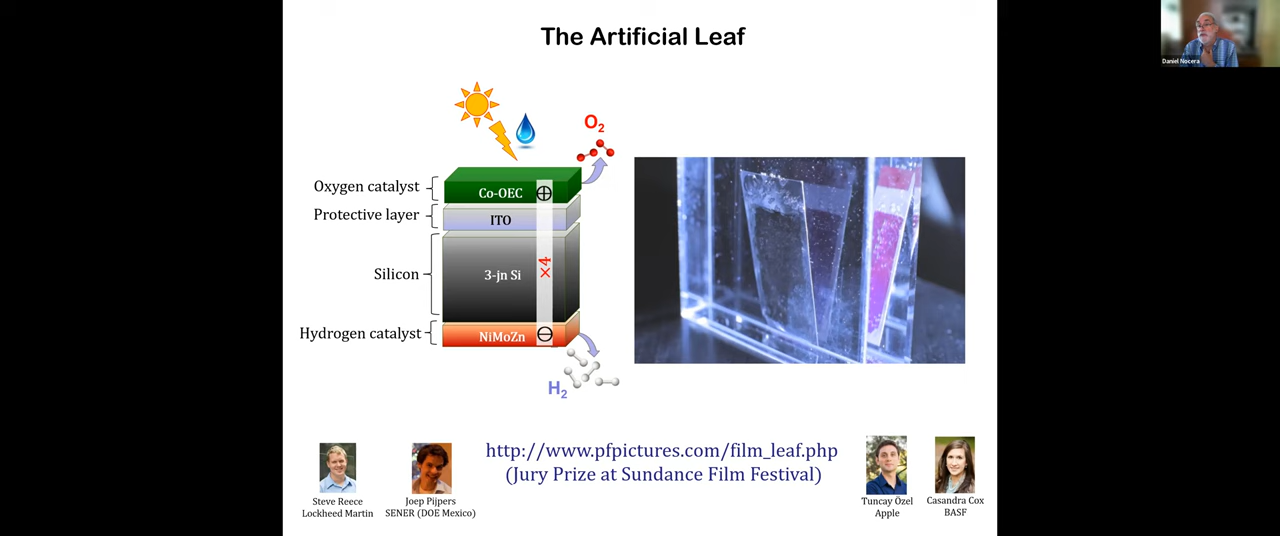 The Artificial Leaf
Daniel Nocera
O2
Oxygen catalyst
Co-OEC
Protective layer
ITO
Silicon
3-jn Si
×4
Hydrogen catalyst
NiMoZn
H2
http://www.pfpictures.com/film_leaf.php
(Jury Prize at Sundance Film Festival)
Steve Reece
Lockheed Martin
Joep Pijpers
SENER (DOE Mexico)
Tuncay Özel
Apple
Casandra Cox
BASF